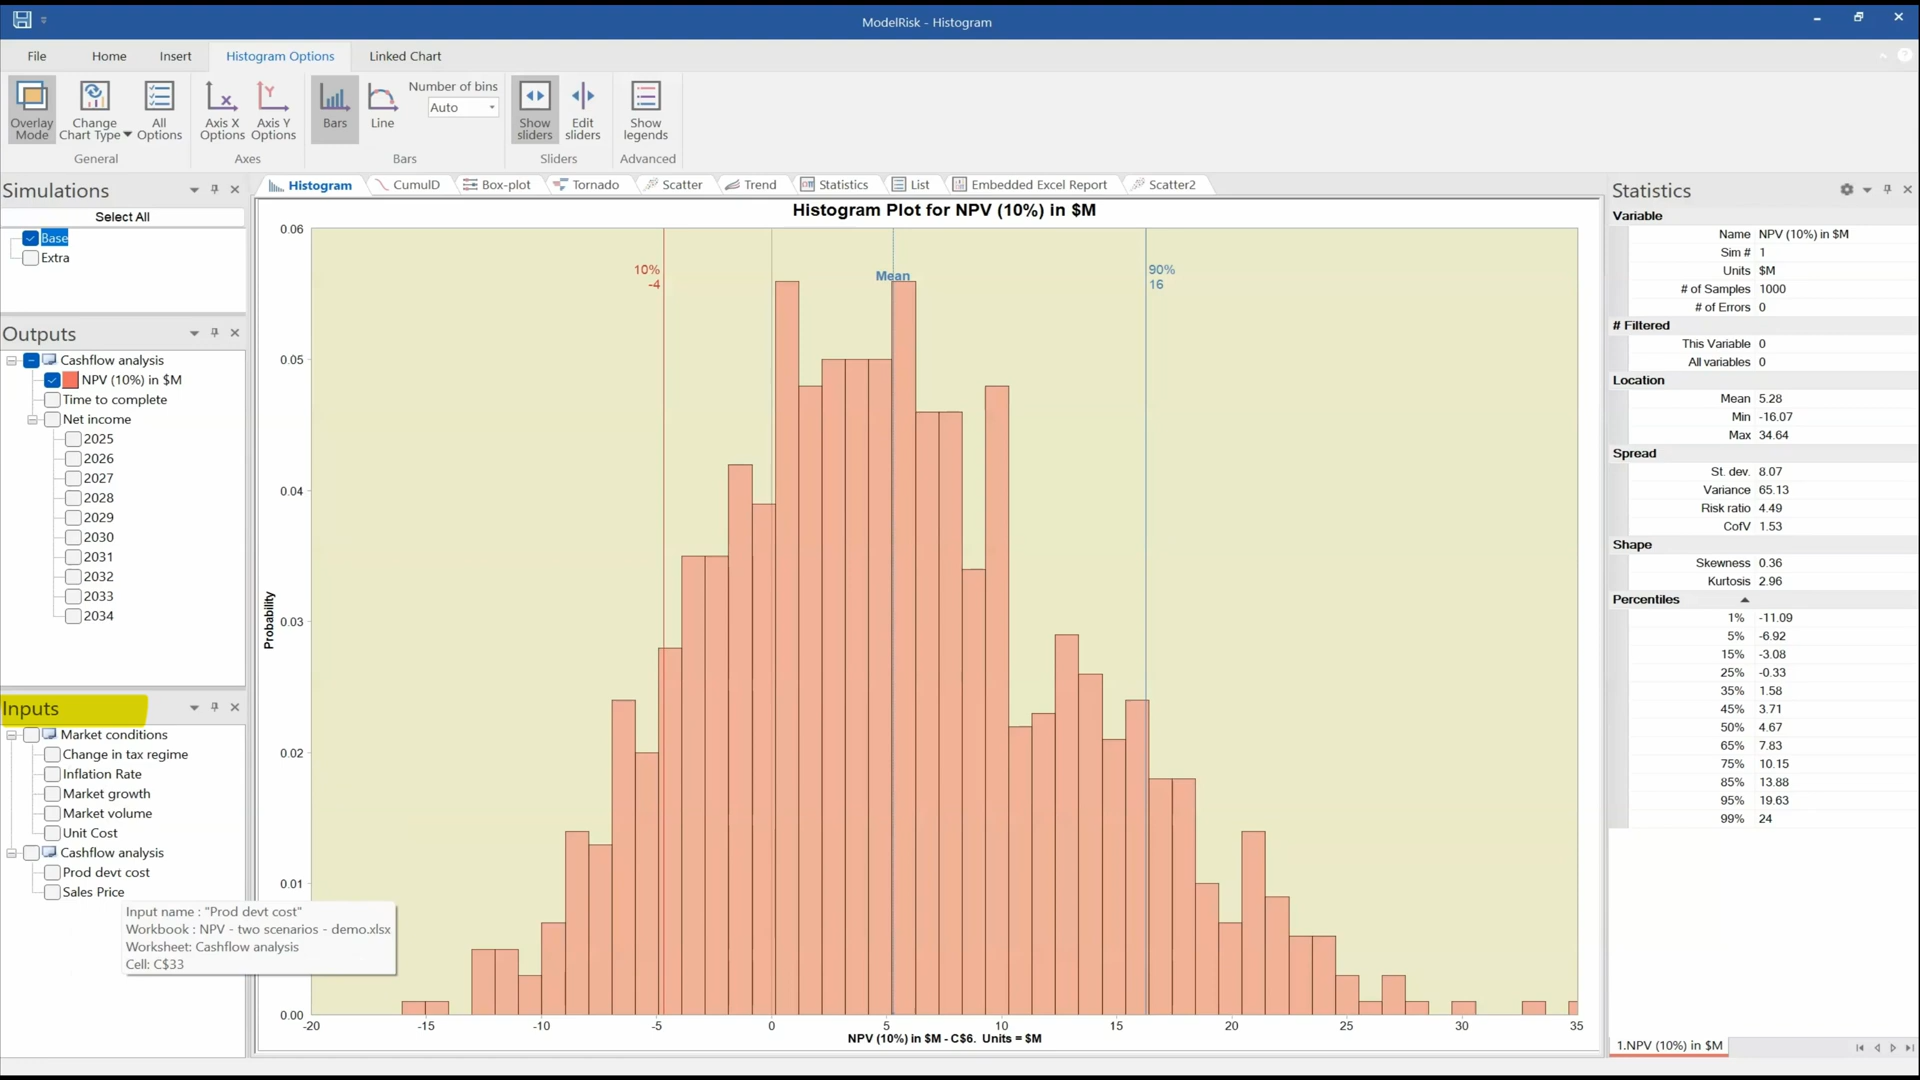 ModelRisk - Histogram
File Home Insert Histogram Options Linked Chart
Overlay Mode
Change Chart Type
All Options
General
Axis X Options
Axis Y Options
Axes
Bars
Line
Number of bins
Auto
Bars
Show sliders
Edit sliders
Sliders
Show legends
Advanced
Simulations
Select All
Base
Extra
Outputs
Cashflow analysis
NPV (10%) in $M
Time to complete
Net income
2025
2026
2027
2028
2029
2030
2031
2032
2033
2034
Inputs
Market conditions
Change in tax regime
Inflation Rate
Market growth
Market volume
Unit Cost
Cashflow analysis
Prod devt cost
Sales Price
Input name : "Prod devt cost"
Workbook : NPV - two scenarios - demo.xlsx
Worksheet: Cashflow analysis
Cell: C$33
Histogram CumulD Box-plot Tornado Scatter Trend Statistics List Embedded Excel Report Scatter2
Histogram Plot for NPV (10%) in $M
0.06
0.05
0.04
0.03
0.02
0.01
0.00
Probability
10%
-4
Mean
90%
16
-20 -15 -10 -5 0 5 10 15 20 25 30 35
NPV (10%) in $M - C$6. Units = $M
Statistics
Variable
Name NPV (10%) in $M
Sim # 1
Units $M
# of Samples 1000
# of Errors 0
# Filtered
This Variable 0
All variables 0
Location
Mean 5.28
Min -16.07
Max 34.64
Spread
St. dev. 8.07
Variance 65.13
Risk ratio 4.49
CofV 1.53
Shape
Skewness 0.36
Kurtosis 2.96
Percentiles
1% -11.09
5% -6.92
15% -3.08
25% -0.33
35% 1.58
45% 3.71
50% 4.67
65% 7.83
75% 10.15
85% 13.88
95% 19.63
99% 24
1.NPV (10%) in $M